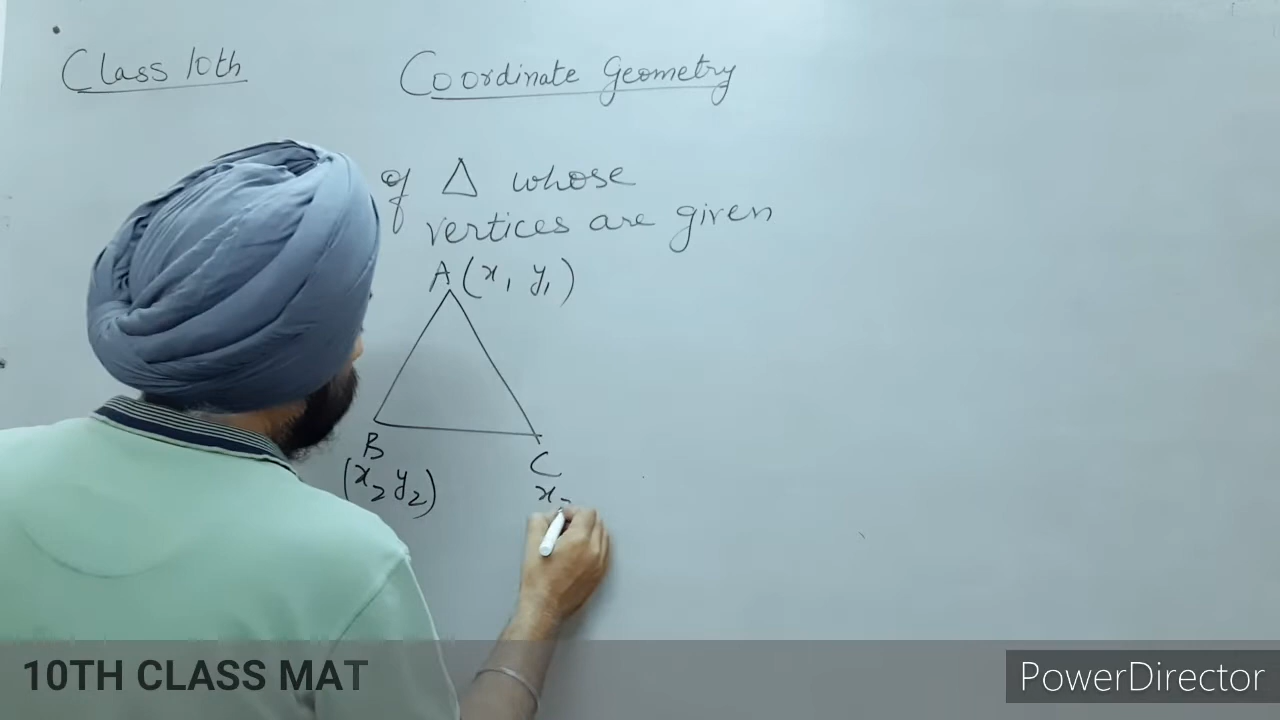 Class 10th
Coordinate Geometry
of △ whose
vertices are given
A (x₁ y₁)
B
(x₂ y₂)
C
x
10TH CLASS MAT
PowerDirector